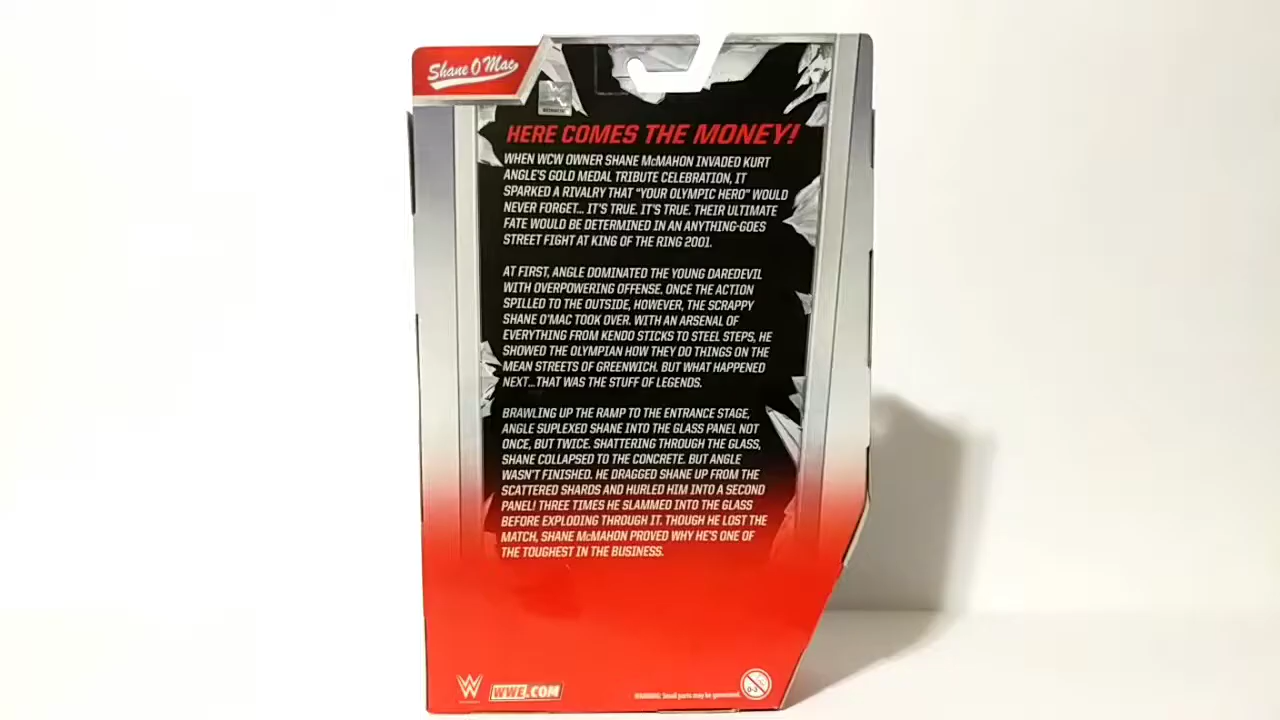 Shane O Mac
HERE COMES THE MONEY!
WHEN WCW OWNER SHANE McMAHON INVADED KURT
ANGLE'S GOLD MEDAL TRIBUTE CELEBRATION, IT
SPARKED A RIVALRY THAT "YOUR OLYMPIC HERO" WOULD
NEVER FORGET... IT'S TRUE. IT'S TRUE. THEIR ULTIMATE
FATE WOULD BE DETERMINED IN AN ANYTHING-GOES
STREET FIGHT AT KING OF THE RING 2001.
AT FIRST, ANGLE DOMINATED THE YOUNG DAREDEVIL
WITH OVERPOWERING OFFENSE. ONCE THE ACTION
SPILLED TO THE OUTSIDE, HOWEVER, THE SCRAPPY
SHANE O'MAC TOOK OVER. WITH AN ARSENAL OF
EVERYTHING FROM KENDO STICKS TO STEEL STEPS, HE
SHOWED THE OLYMPIAN HOW THEY DO THINGS ON THE
MEAN STREETS OF GREENWICH. BUT WHAT HAPPENED
NEXT...THAT WAS THE STUFF OF LEGENDS.
BRAWLING UP THE RAMP TO THE ENTRANCE STAGE,
ANGLE SUPLEXED SHANE INTO THE GLASS PANEL NOT
ONCE, BUT TWICE. SHATTERING THROUGH THE GLASS,
SHANE COLLAPSED TO THE CONCRETE. BUT ANGLE
WASN'T FINISHED. HE DRAGGED SHANE UP FROM THE
SCATTERED SHARDS AND HURLED HIM INTO A SECOND
PANEL! THREE TIMES HE SLAMMED INTO THE GLASS
BEFORE EXPLODING THROUGH IT. THOUGH HE LOST THE
MATCH, SHANE McMAHON PROVED WHY HE'S ONE OF
THE TOUGHEST IN THE BUSINESS.
W WWE.COM
WARNING: Small parts may be generated. 0-3